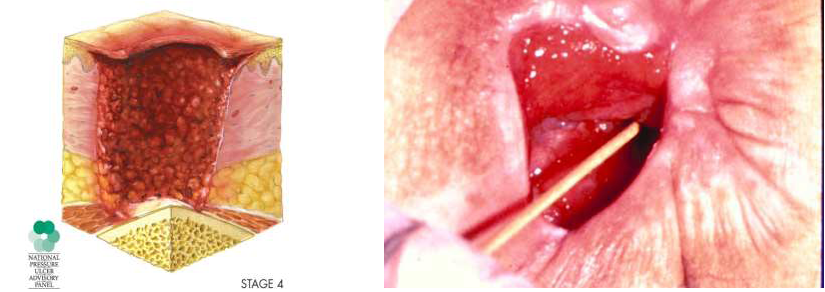 NATIONAL
PRESSURE
ULCER
ADVISORY
PANEL
STAGE 4